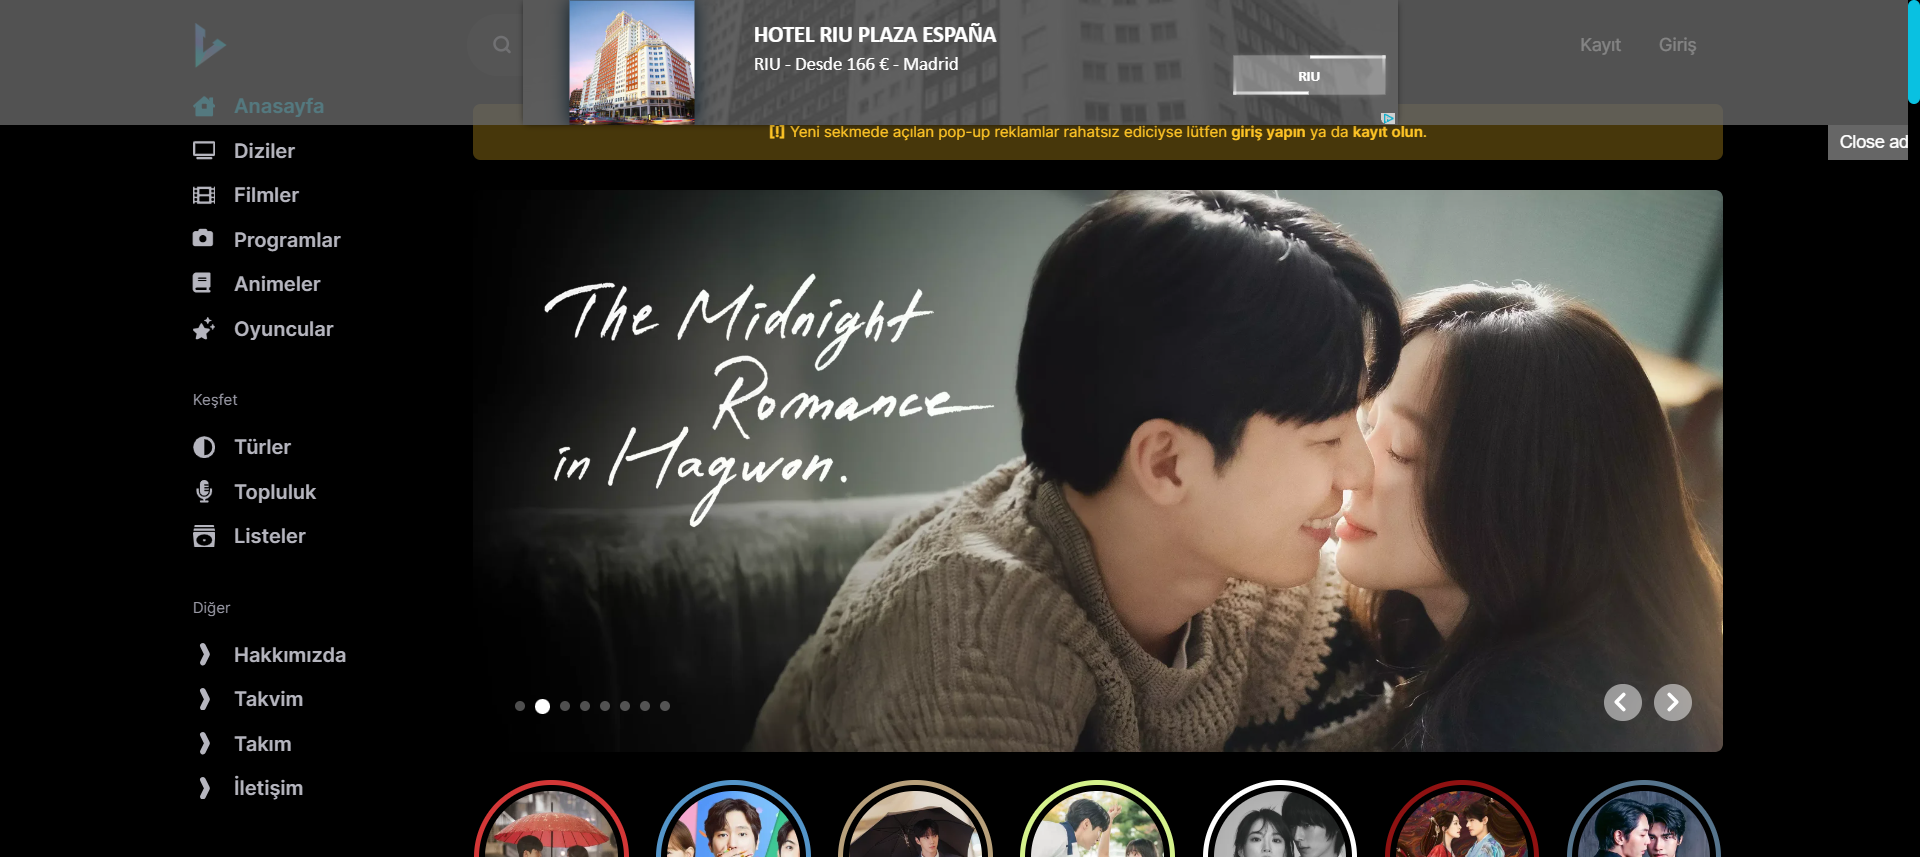 HOTEL RIU PLAZA ESPAÑA
RIU - Desde 166 € - Madrid
RIU
Kayıt
Giriş
Close ad
[!] Yeni sekmede açılan pop-up reklamlar rahatsız ediciyse lütfen giriş yapın ya da kayıt olun.
Anasayfa
Diziler
Filmler
Programlar
Animeler
Oyuncular
Keşfet
Türler
Topluluk
Listeler
Diğer
Hakkımızda
Takvim
Takım
İletişim
The Midnight
Romance
in Hagwon.